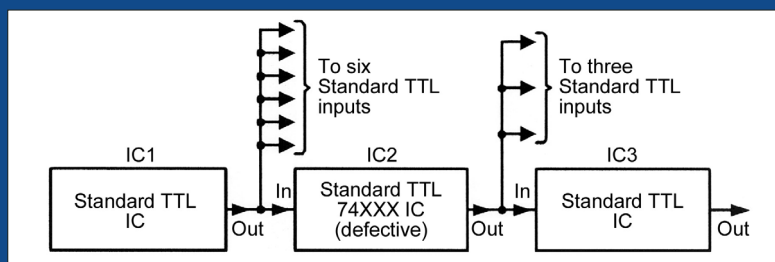 To six
Standard TTL
inputs
To three
Standard TTL
inputs
IC1
IC2
IC3
Standard TTL
IC
Out
In
Standard TTL
74XXX IC
(defective)
Out
In
Standard TTL
IC
Out